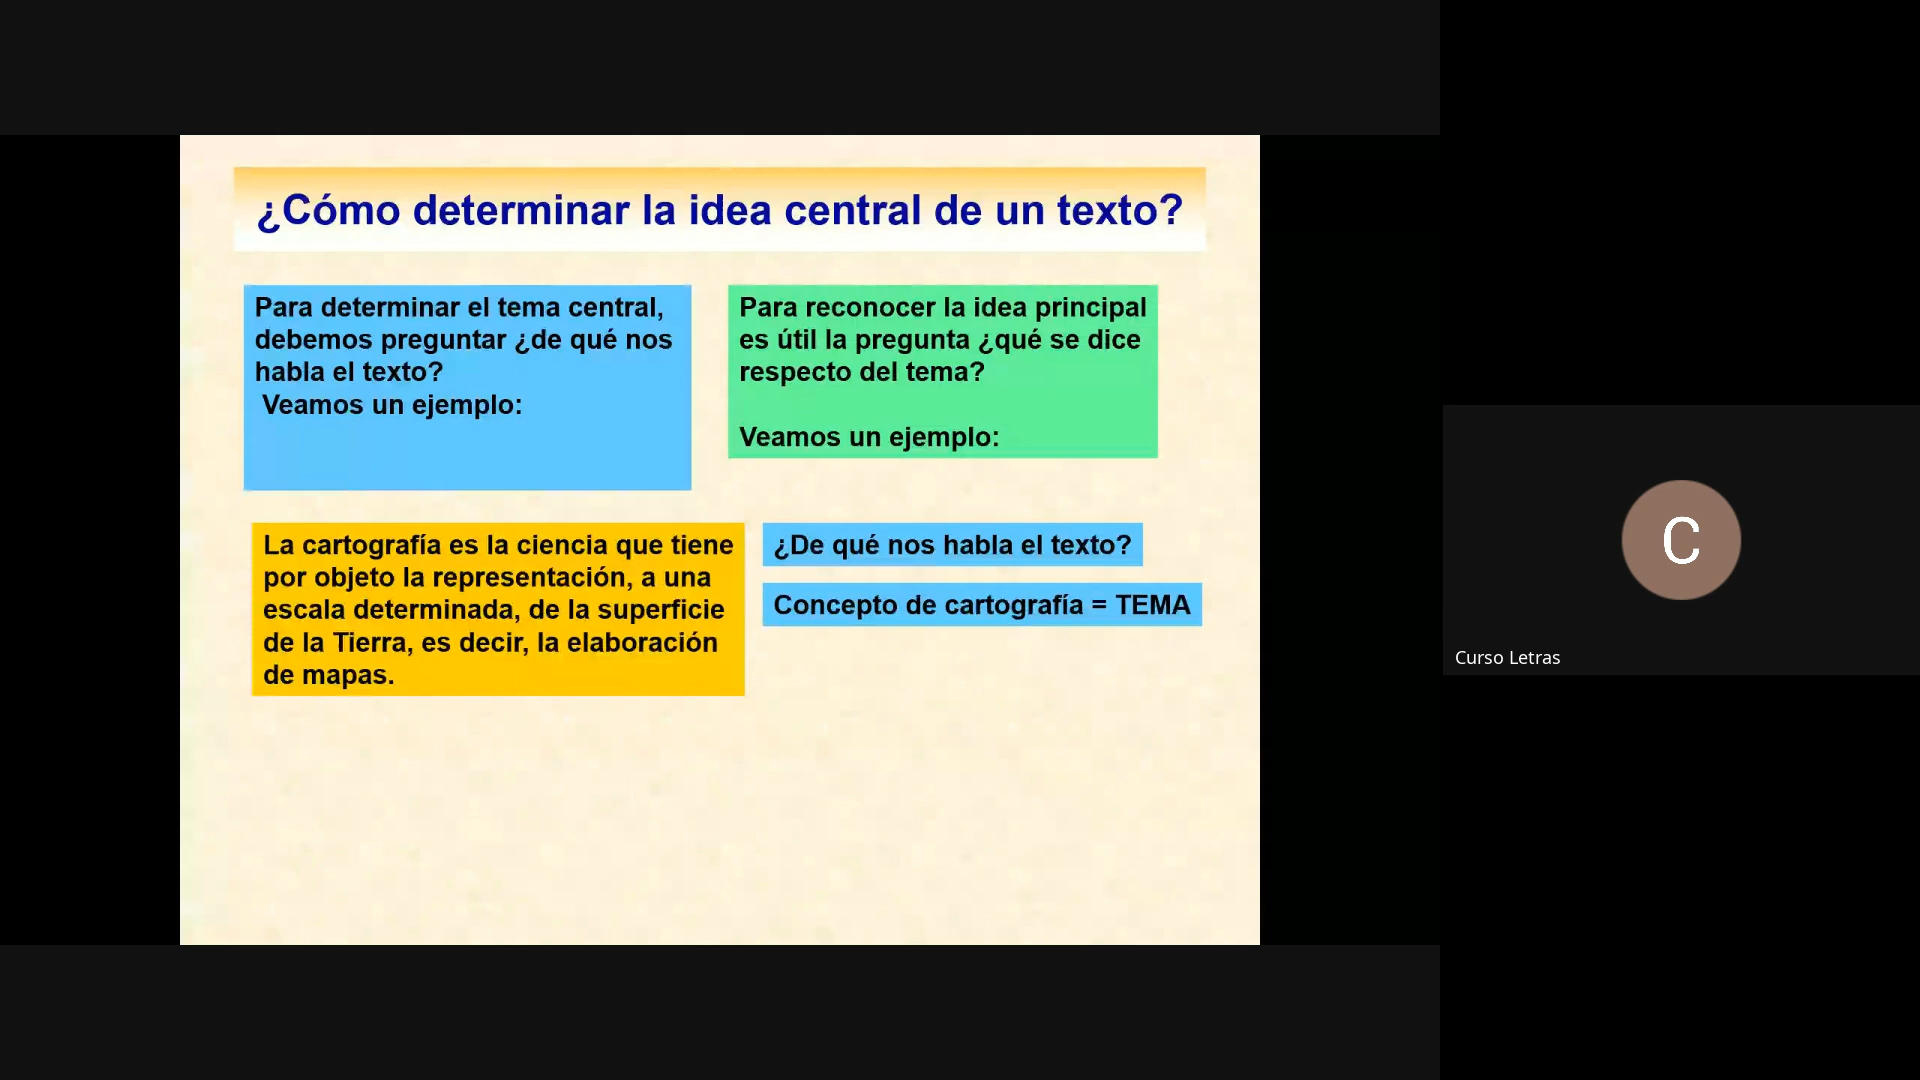 ¿Cómo determinar la idea central de un texto?
Para determinar el tema central,
debemos preguntar ¿de qué nos
habla el texto?
Veamos un ejemplo:
Para reconocer la idea principal
es útil la pregunta ¿qué se dice
respecto del tema?
Veamos un ejemplo:
La cartografía es la ciencia que tiene
por objeto la representación, a una
escala determinada, de la superficie
de la Tierra, es decir, la elaboración
de mapas.
¿De qué nos habla el texto?
Concepto de cartografía = TEMA
C
Curso Letras